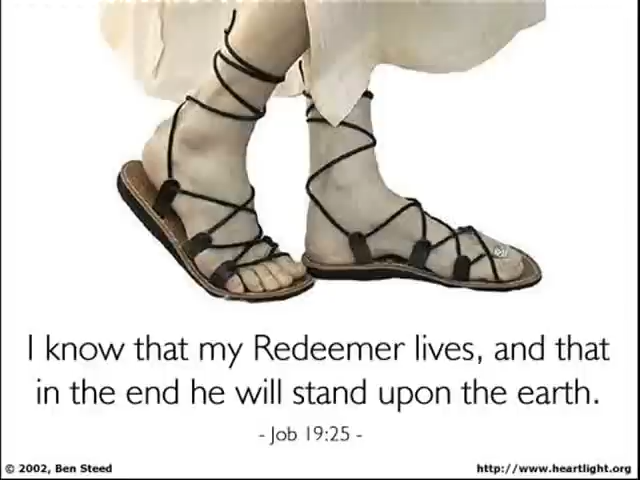 I know that my Redeemer lives, and that
in the end he will stand upon the earth.
- Job 19:25 -
© 2002, Ben Steed
http://www.heartlight.org